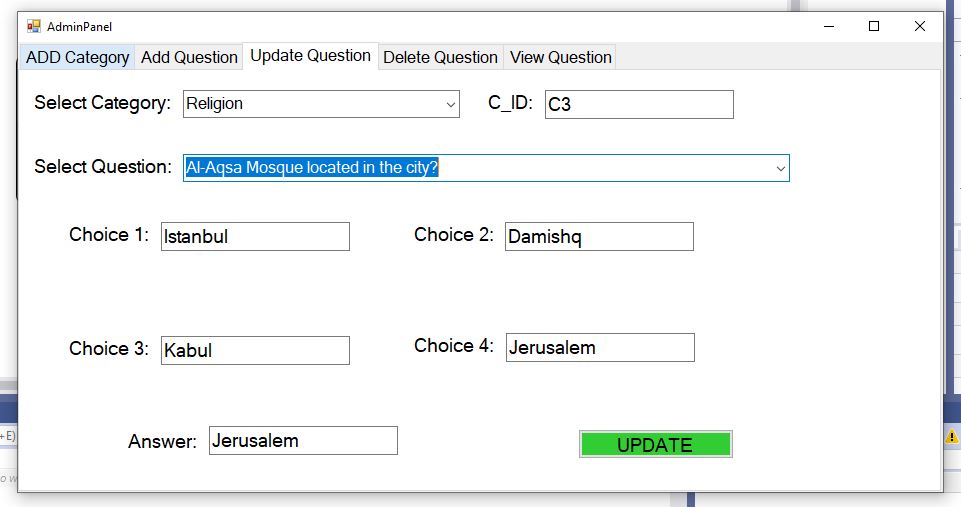 AdminPanel
ADD Category Add Question Update Question Delete Question View Question
Select Category: Religion C_ID: C3
Select Question: Al-Aqsa Mosque located in the city?
Choice 1: Istanbul Choice 2: Damishq
Choice 3: Kabul Choice 4: Jerusalem
+E)
Answer: Jerusalem UPDATE